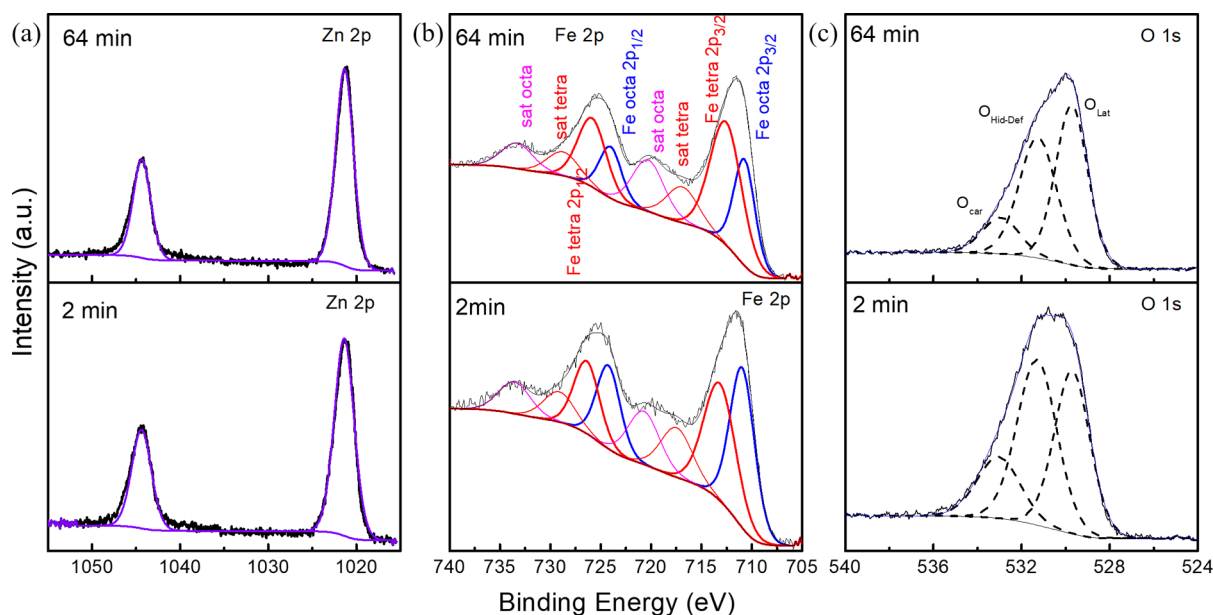 (a)
64 min
Zn 2p
2 min
Zn 2p
1050
1040
1030
1020
(b)
64 min
Fe 2p
sat octa
sat tetra
Fe tetra 2p1/2
Fe octa 2p1/2
sat octa
sat tetra
Fe tetra 2p3/2
Fe octa 2p3/2
2min
Fe 2p
740
735
730
725
720
715
710
705
(c)
64 min
O 1s
Ocar
OHid-Def
OLat
2 min
O 1s
540
536
532
528
524
Intensity (a.u.)
Binding Energy (eV)